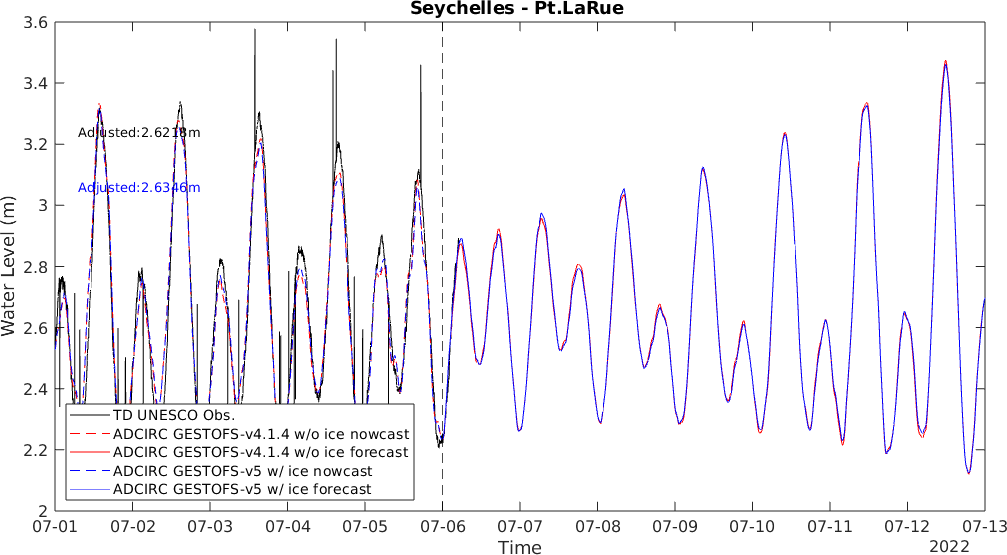 Seychelles - Pt.LaRue
Water Level (m)
3.6
3.4
3.2
3
2.8
2.6
2.4
2.2
2
Adjusted:2.6218m
Adjusted:2.6346m
TD UNESCO Obs.
ADCIRC GESTOFS-v4.1.4 w/o ice nowcast
ADCIRC GESTOFS-v4.1.4 w/o ice forecast
ADCIRC GESTOFS-v5 w/ ice nowcast
ADCIRC GESTOFS-v5 w/ ice forecast
07-01 07-02 07-03 07-04 07-05 07-06 07-07 07-08 07-09 07-10 07-11 07-12 07-13
Time
2022